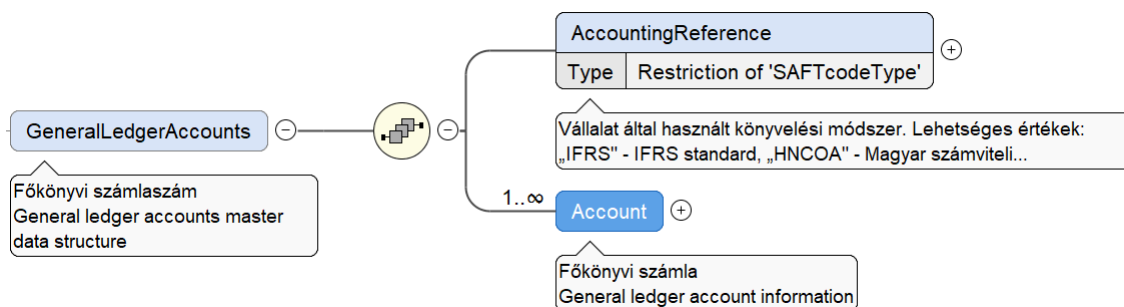 AccountingReference
Type Restriction of 'SAFTcodeType'
Vállalat által használt könyvelési módszer. Lehetséges értékek:
„IFRS" - IFRS standard, „HNCOA" - Magyar számviteli...
GeneralLedgerAccounts
Főkönyvi számlaszám
General ledger accounts master
data structure
1..∞
Account
Főkönyvi számla
General ledger account information